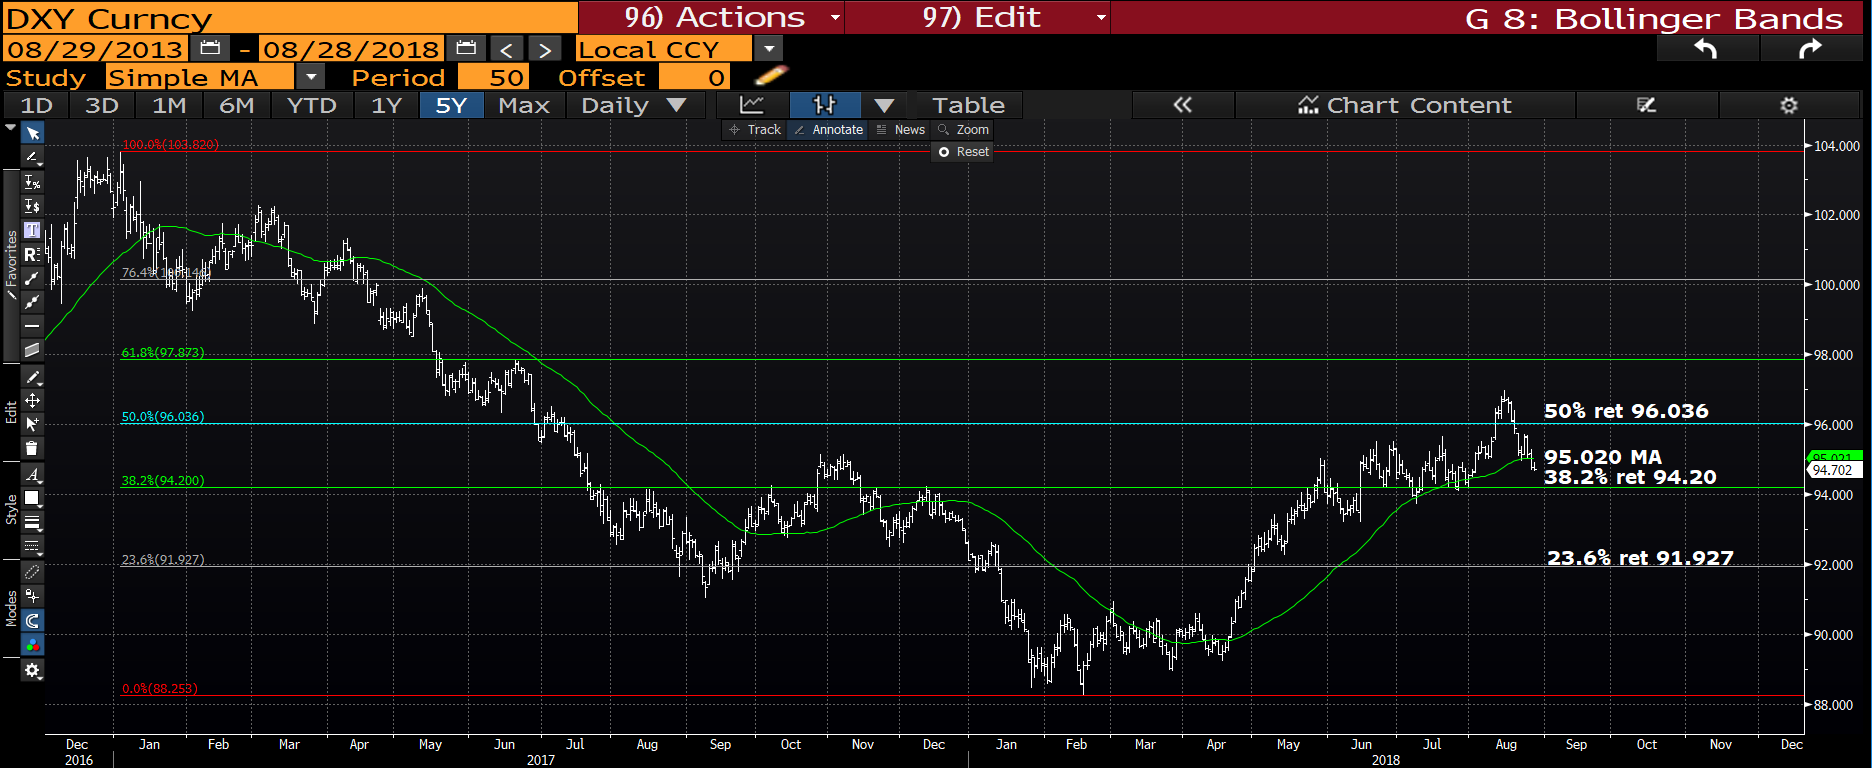 DXY Curncy 96) Actions 97) Edit G 8: Bollinger Bands
08/29/2013 - 08/28/2018 < > Local CCY
Study Simple MA Period 50 Offset 0
1D 3D 1M 6M YTD 1Y 5Y Max Daily Table « Chart Content
Track Annotate News Zoom
Reset
Favorites
Edit
Style
Modes
100.0%(103.820)
76.4%(100.146)
61.8%(97.873)
50.0%(96.036)
38.2%(94.200)
23.6%(91.927)
0.0%(88.253)
50% ret 96.036
95.020 MA
38.2% ret 94.20
23.6% ret 91.927
104.000
102.000
100.000
98.000
96.000
95.021
94.702
94.000
92.000
90.000
88.000
Dec Jan Feb Mar Apr May Jun Jul Aug Sep Oct Nov Dec Jan Feb Mar Apr May Jun Jul Aug Sep Oct Nov Dec
2016 2017 2018